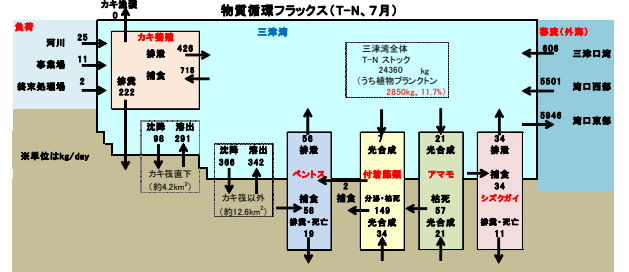 物質循環フラックス(T-N、7月)
カキ漁獲
0
負荷
河川
25
事業場
11
終末処理場
2
カキ養殖
排泄
426
捕食
715
排糞
222
三津湾
三津湾全体
T-N ストック
24360 kg
(うち植物プランクトン
2850kg、11.7%)
移流(外海)
606
三津口湾
5501
湾口西部
5946
湾口東部
※単位はkg/day
沈降
98
溶出
291
カキ筏直下
(約4.2km2)
沈降
366
溶出
342
カキ筏以外
(約12.6km2)
56
排泄
ベントス
捕食
58
排糞・死亡
19
2
捕食
7
光合成
付着藻類
分泌・枯死
149
光合成
34
21
光合成
アマモ
枯死
57
光合成
21
34
排泄
捕食
34
シズクガイ
排糞・死亡
11